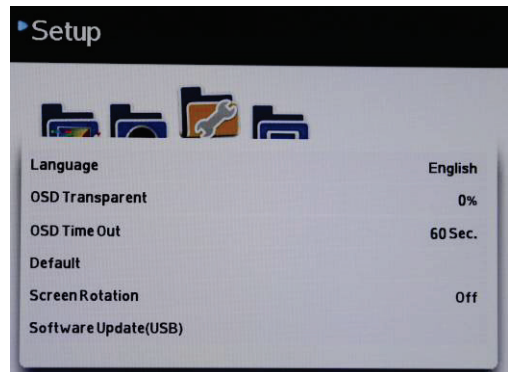 Setup
Language English
OSD Transparent 0%
OSD Time Out 60 Sec.
Default
Screen Rotation Off
Software Update(USB)